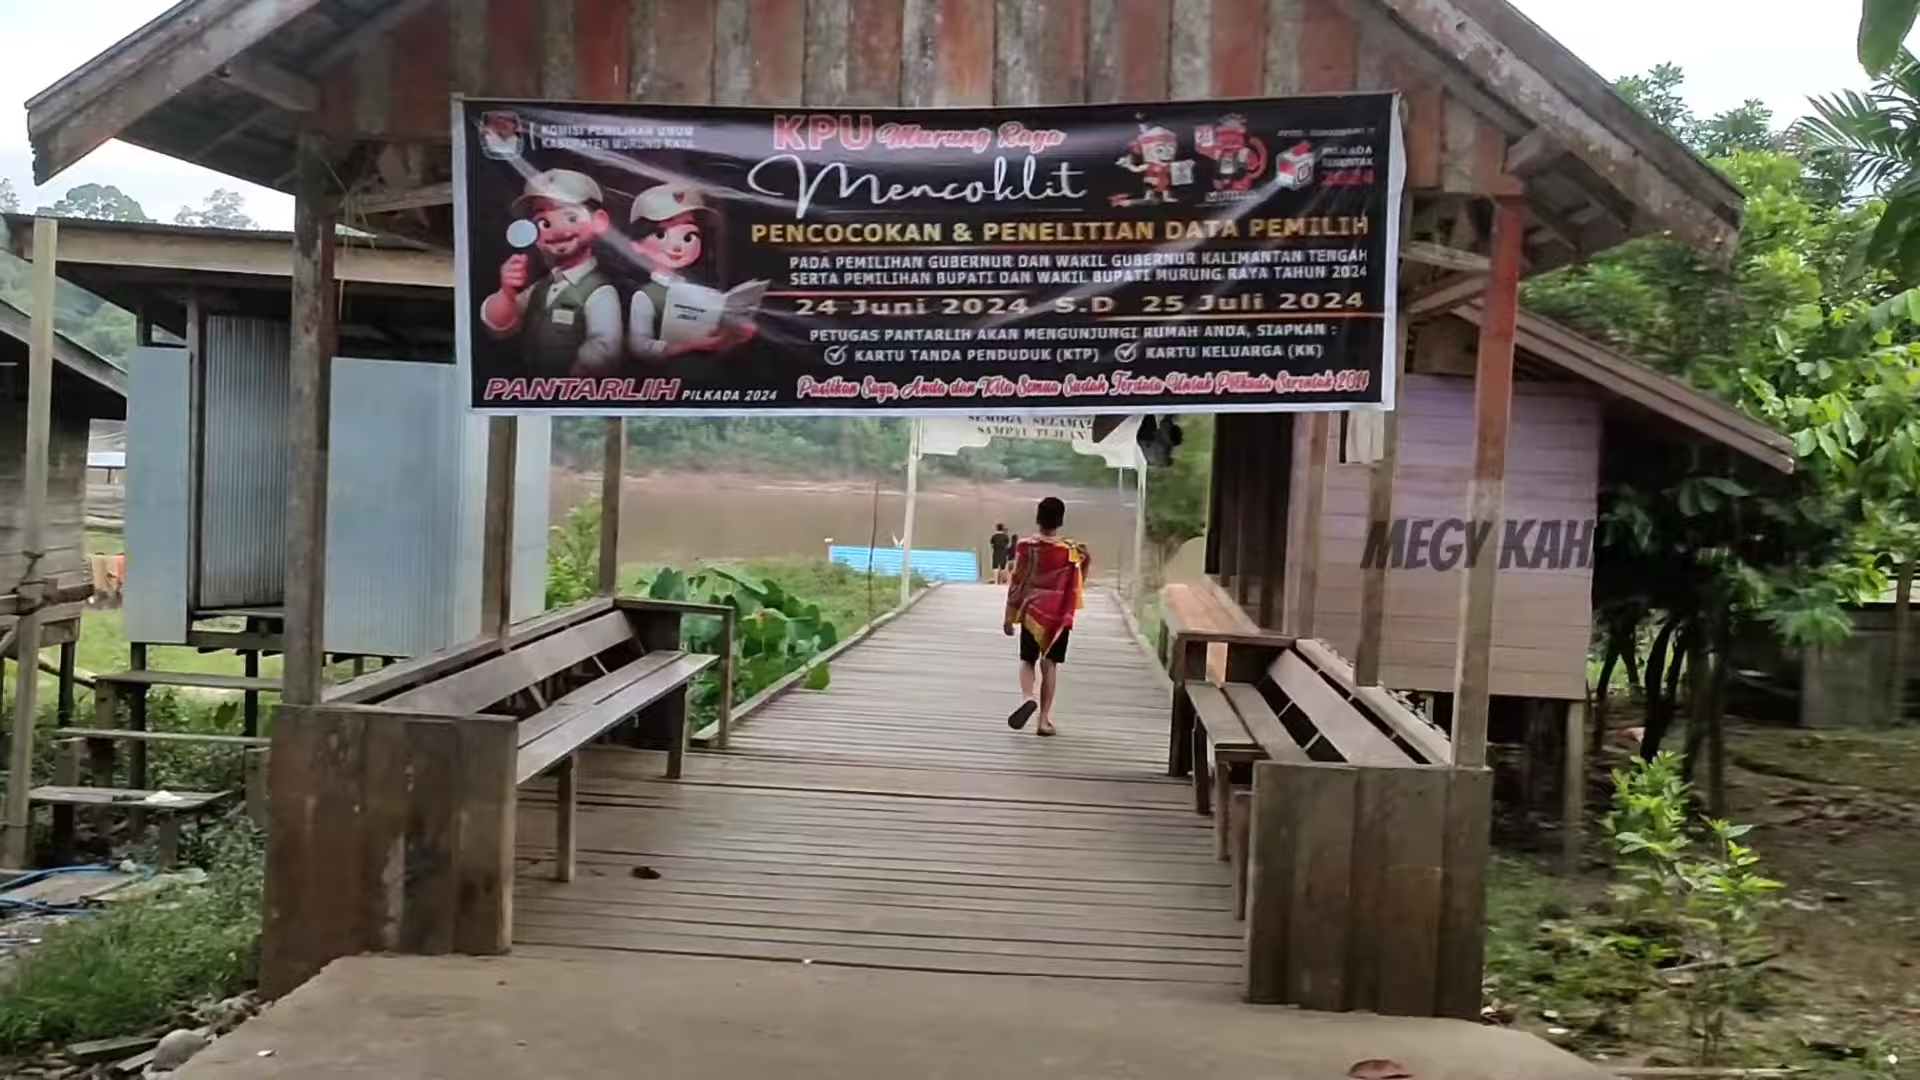 KOMISI PEMILIHAN UMUM
KABUPATEN MURUNG RAYA
KPU Murung Raya
Mencoklit
PILKADA
SERENTAK
2024
PENCOCOKAN & PENELITIAN DATA PEMILIH
PADA PEMILIHAN GUBERNUR DAN WAKIL GUBERNUR KALIMANTAN TENGAH
SERTA PEMILIHAN BUPATI DAN WAKIL BUPATI MURUNG RAYA TAHUN 2024
24 Juni 2024 S.D 25 Juli 2024
PETUGAS PANTARLIH AKAN MENGUNJUNGI RUMAH ANDA, SIAPKAN :
KARTU TANDA PENDUDUK (KTP) KARTU KELUARGA (KK)
PANTARLIH PILKADA 2024
Pastikan Saya, Anda dan Kita Semua Sudah Terdata Untuk Pilkada Serentak 2024
SEMOGA SELAMAT
SAMPAI TUJUAN
MEGY KAH